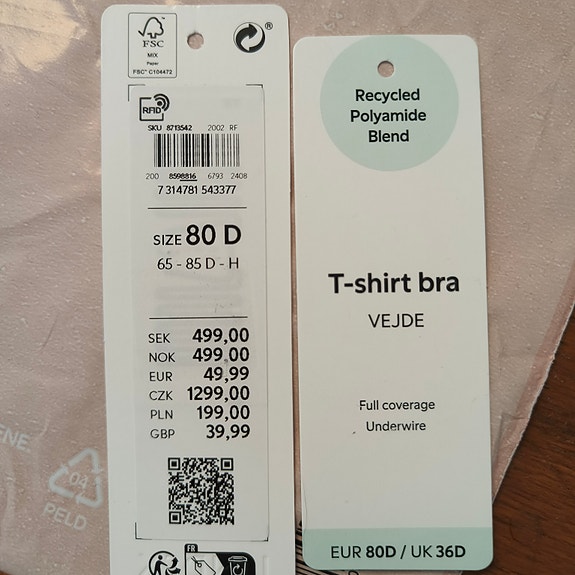 FSC
MIX
Paper
FSC® C104472
®
RFID
SKU 8713542 2002 RF
200 8598816 6793 2408
7 314781 543377
SIZE 80 D
65 - 85 D - H
SEK 499,00
NOK 499,00
EUR 49,99
CZK 1299,00
PLN 199,00
GBP 39,99
FR
Recycled
Polyamide
Blend
T-shirt bra
VEJDE
Full coverage
Underwire
EUR 80D / UK 36D
ENE
04
PELD